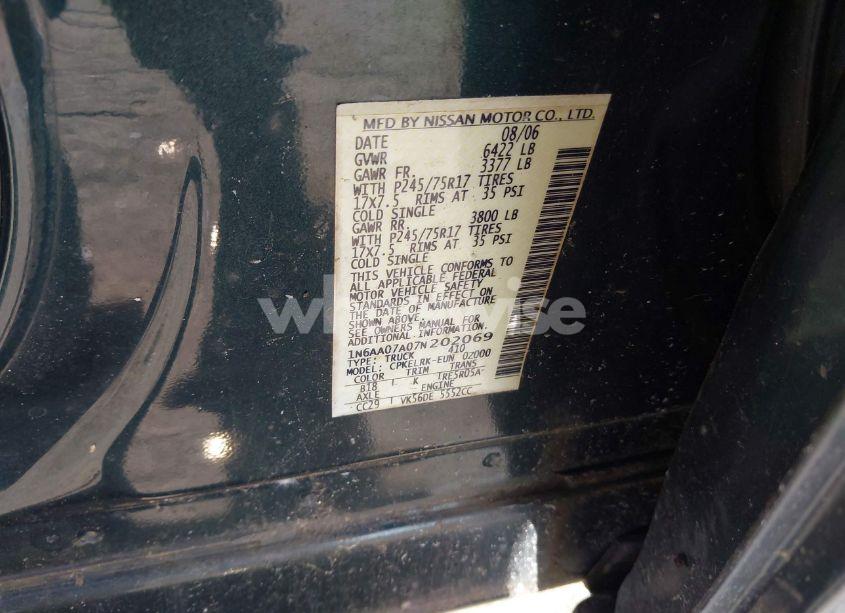 MFD BY NISSAN MOTOR CO., LTD.
DATE 08/06
GVWR 6422 LB
GAWR FR. 3377 LB
WITH P245/75R17 TIRES
17x7.5 RIMS AT 35 PSI
COLD SINGLE
GAWR RR. 3800 LB
WITH P245/75R17 TIRES
17x7.5 RIMS AT 35 PSI
COLD SINGLE
THIS VEHICLE CONFORMS TO
ALL APPLICABLE FEDERAL
MOTOR VEHICLE SAFETY
STANDARDS IN EFFECT ON
THE DATE OF MANUFACTURE
SHOWN ABOVE.
SEE OWNERS MANUAL FOR
ADDITIONAL INFORMATION.
1N6AA07A07N202069
TYPE: TRUCK 410
MODEL: CPKELRK-EUN 02000
COLOR TRIM TRANS
B18 K TRE5R05A-
AXLE ENGINE
CC29 VK56DE 5552CC